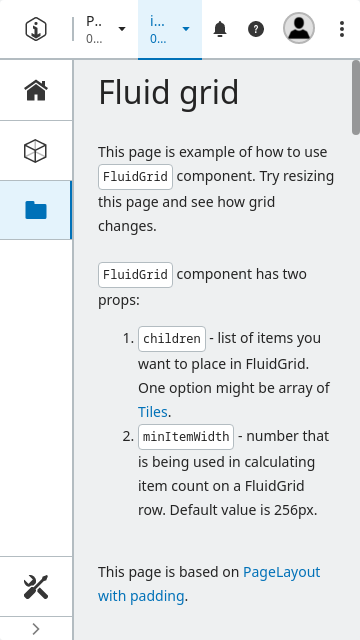 P..
0...
i...
0...
Fluid grid
This page is example of how to use
FluidGrid component. Try resizing
this page and see how grid
changes.
FluidGrid component has two
props:
1. children - list of items you
want to place in FluidGrid.
One option might be array of
Tiles.
2. minItemWidth - number that
is being used in calculating
item count on a FluidGrid
row. Default value is 256px.
This page is based on PageLayout
with padding.